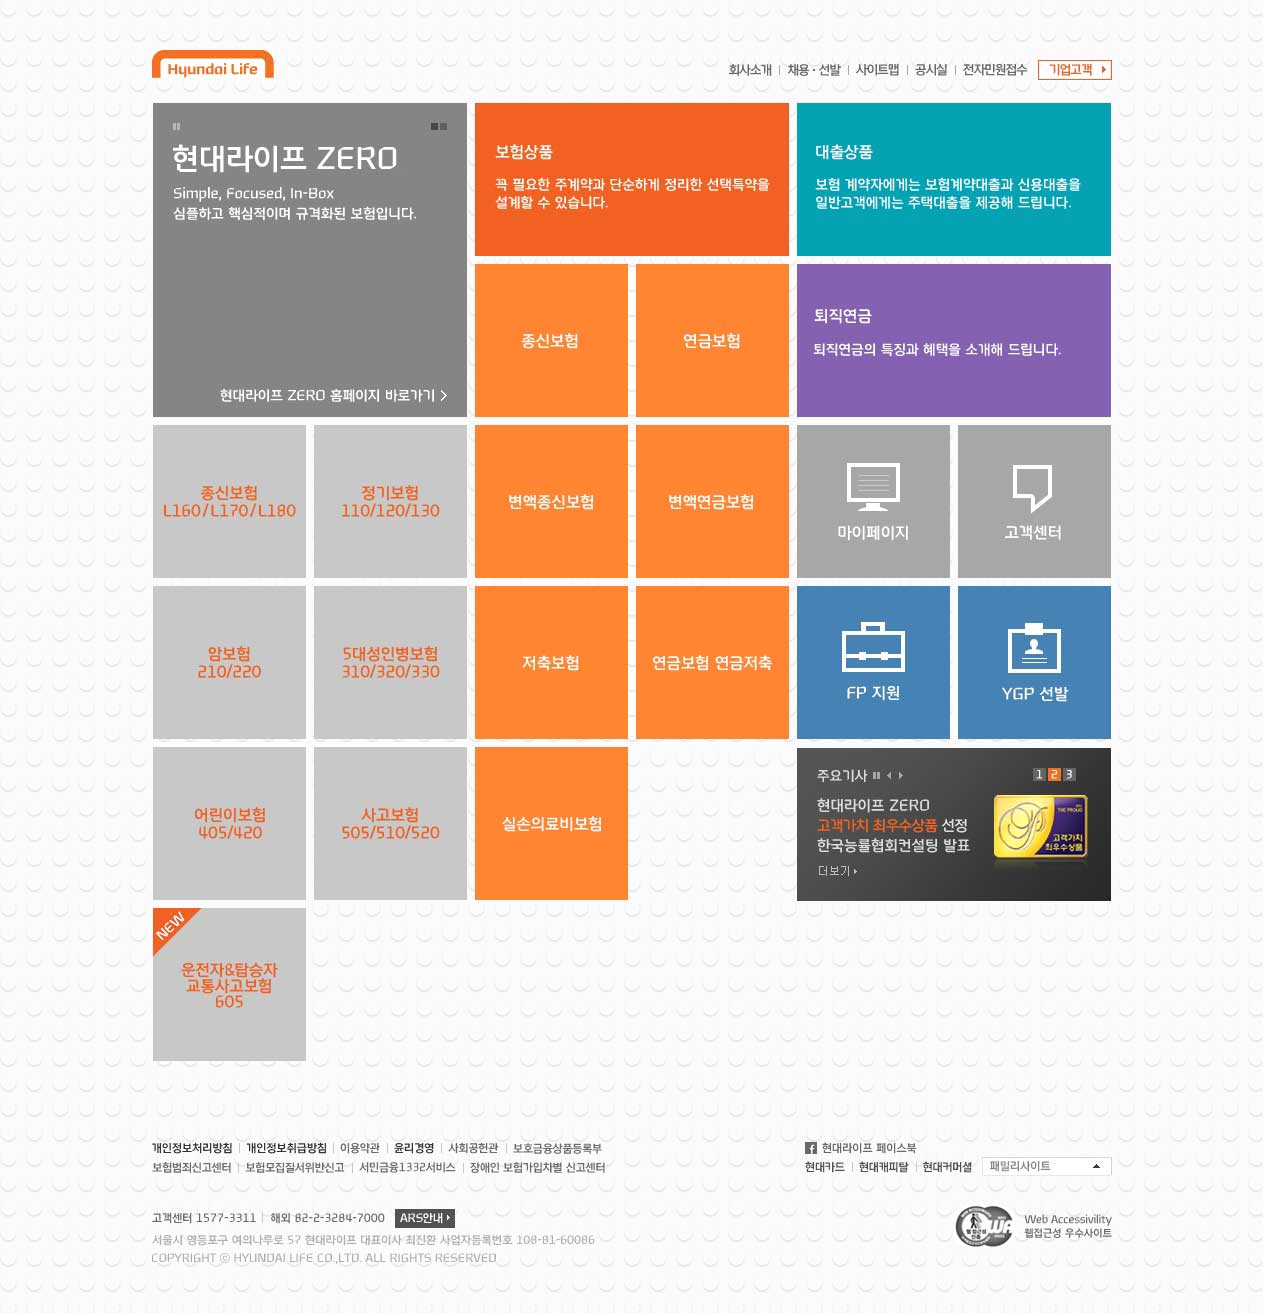 Hyundai Life
회사소개 | 채용·선발 | 사이트맵 | 공시실 | 전자민원접수
기업고객
현대라이프 ZERO
Simple, Focused, In-Box
심플하고 핵심적이며 규격화된 보험입니다.
현대라이프 ZERO 홈페이지 바로가기 >
보험상품
꼭 필요한 주계약과 단순하게 정리한 선택특약을
설계할 수 있습니다.
대출상품
보험 계약자에게는 보험계약대출과 신용대출을
일반고객에게는 주택대출을 제공해 드립니다.
종신보험
연금보험
퇴직연금
퇴직연금의 특징과 혜택을 소개해 드립니다.
종신보험
L160/L170/L180
정기보험
110/120/130
변액종신보험
변액연금보험
마이페이지
고객센터
암보험
210/220
5대성인병보험
310/320/330
저축보험
연금보험 연금저축
FP 지원
YGP 선발
어린이보험
405/420
사고보험
505/510/520
실손의료비보험
주요기사
1 2 3
현대라이프 ZERO
고객가치 최우수상품 선정
한국능률협회컨설팅 발표
더보기
THE PROUD
고객가치
최우수상품
NEW
운전자&탑승자
교통사고보험
605
개인정보처리방침 | 개인정보취급방침 | 이용약관 | 윤리경영 | 사회공헌관 | 보호금융상품등록부
보험범죄신고센터 | 보험모집질서위반신고 | 서민금융1332서비스 | 장애인 보험가입차별 신고센터
현대라이프 페이스북
현대카드 | 현대캐피탈 | 현대커머셜
패밀리사이트
고객센터 1577-3311 | 해외 82-2-3284-7000
ARS안내
서울시 영등포구 여의나루로 57 현대라이프 대표이사 최진환 사업자등록번호 108-81-60086
COPYRIGHT ⓒ HYUNDAI LIFE CO.,LTD. ALL RIGHTS RESERVED
WA
Web Accessivility
웹접근성 우수사이트